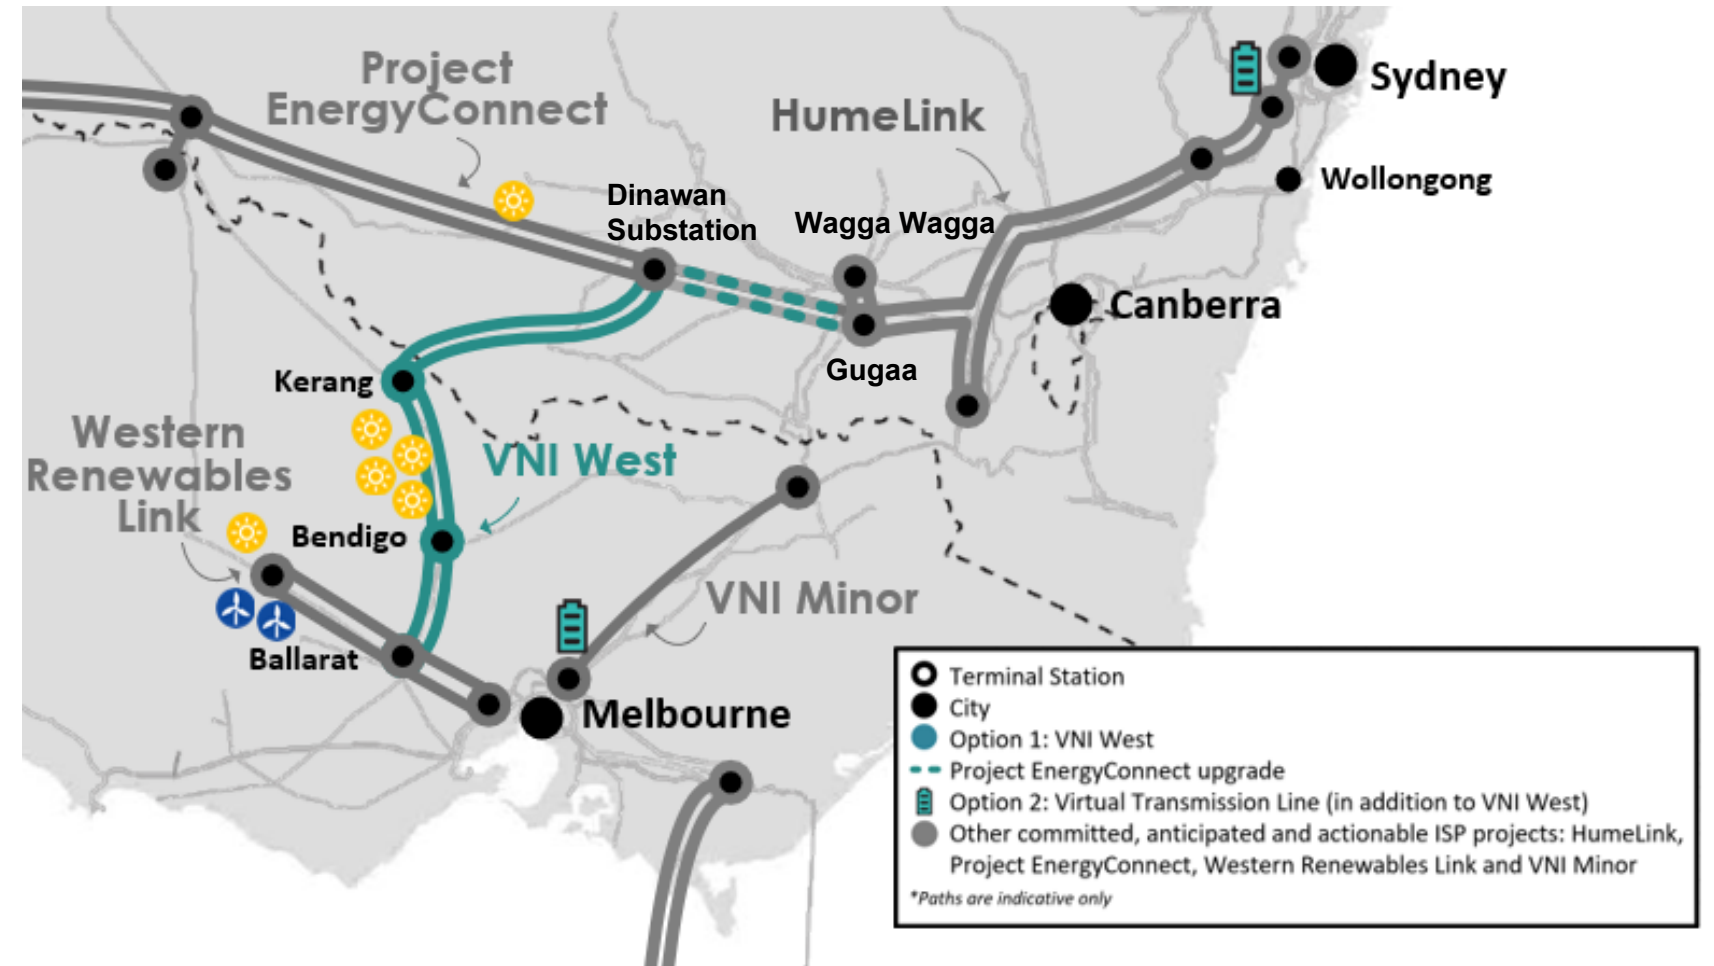 Project
EnergyConnect
HumeLink
Sydney
Wollongong
Dinawan
Substation
Wagga Wagga
Canberra
Gugaa
Kerang
Western
Renewables
Link
VNI West
Bendigo
VNI Minor
Ballarat
Melbourne
Terminal Station
City
Option 1: VNI West
Project EnergyConnect upgrade
Option 2: Virtual Transmission Line (in addition to VNI West)
Other committed, anticipated and actionable ISP projects: HumeLink,
Project EnergyConnect, Western Renewables Link and VNI Minor
*Paths are indicative only